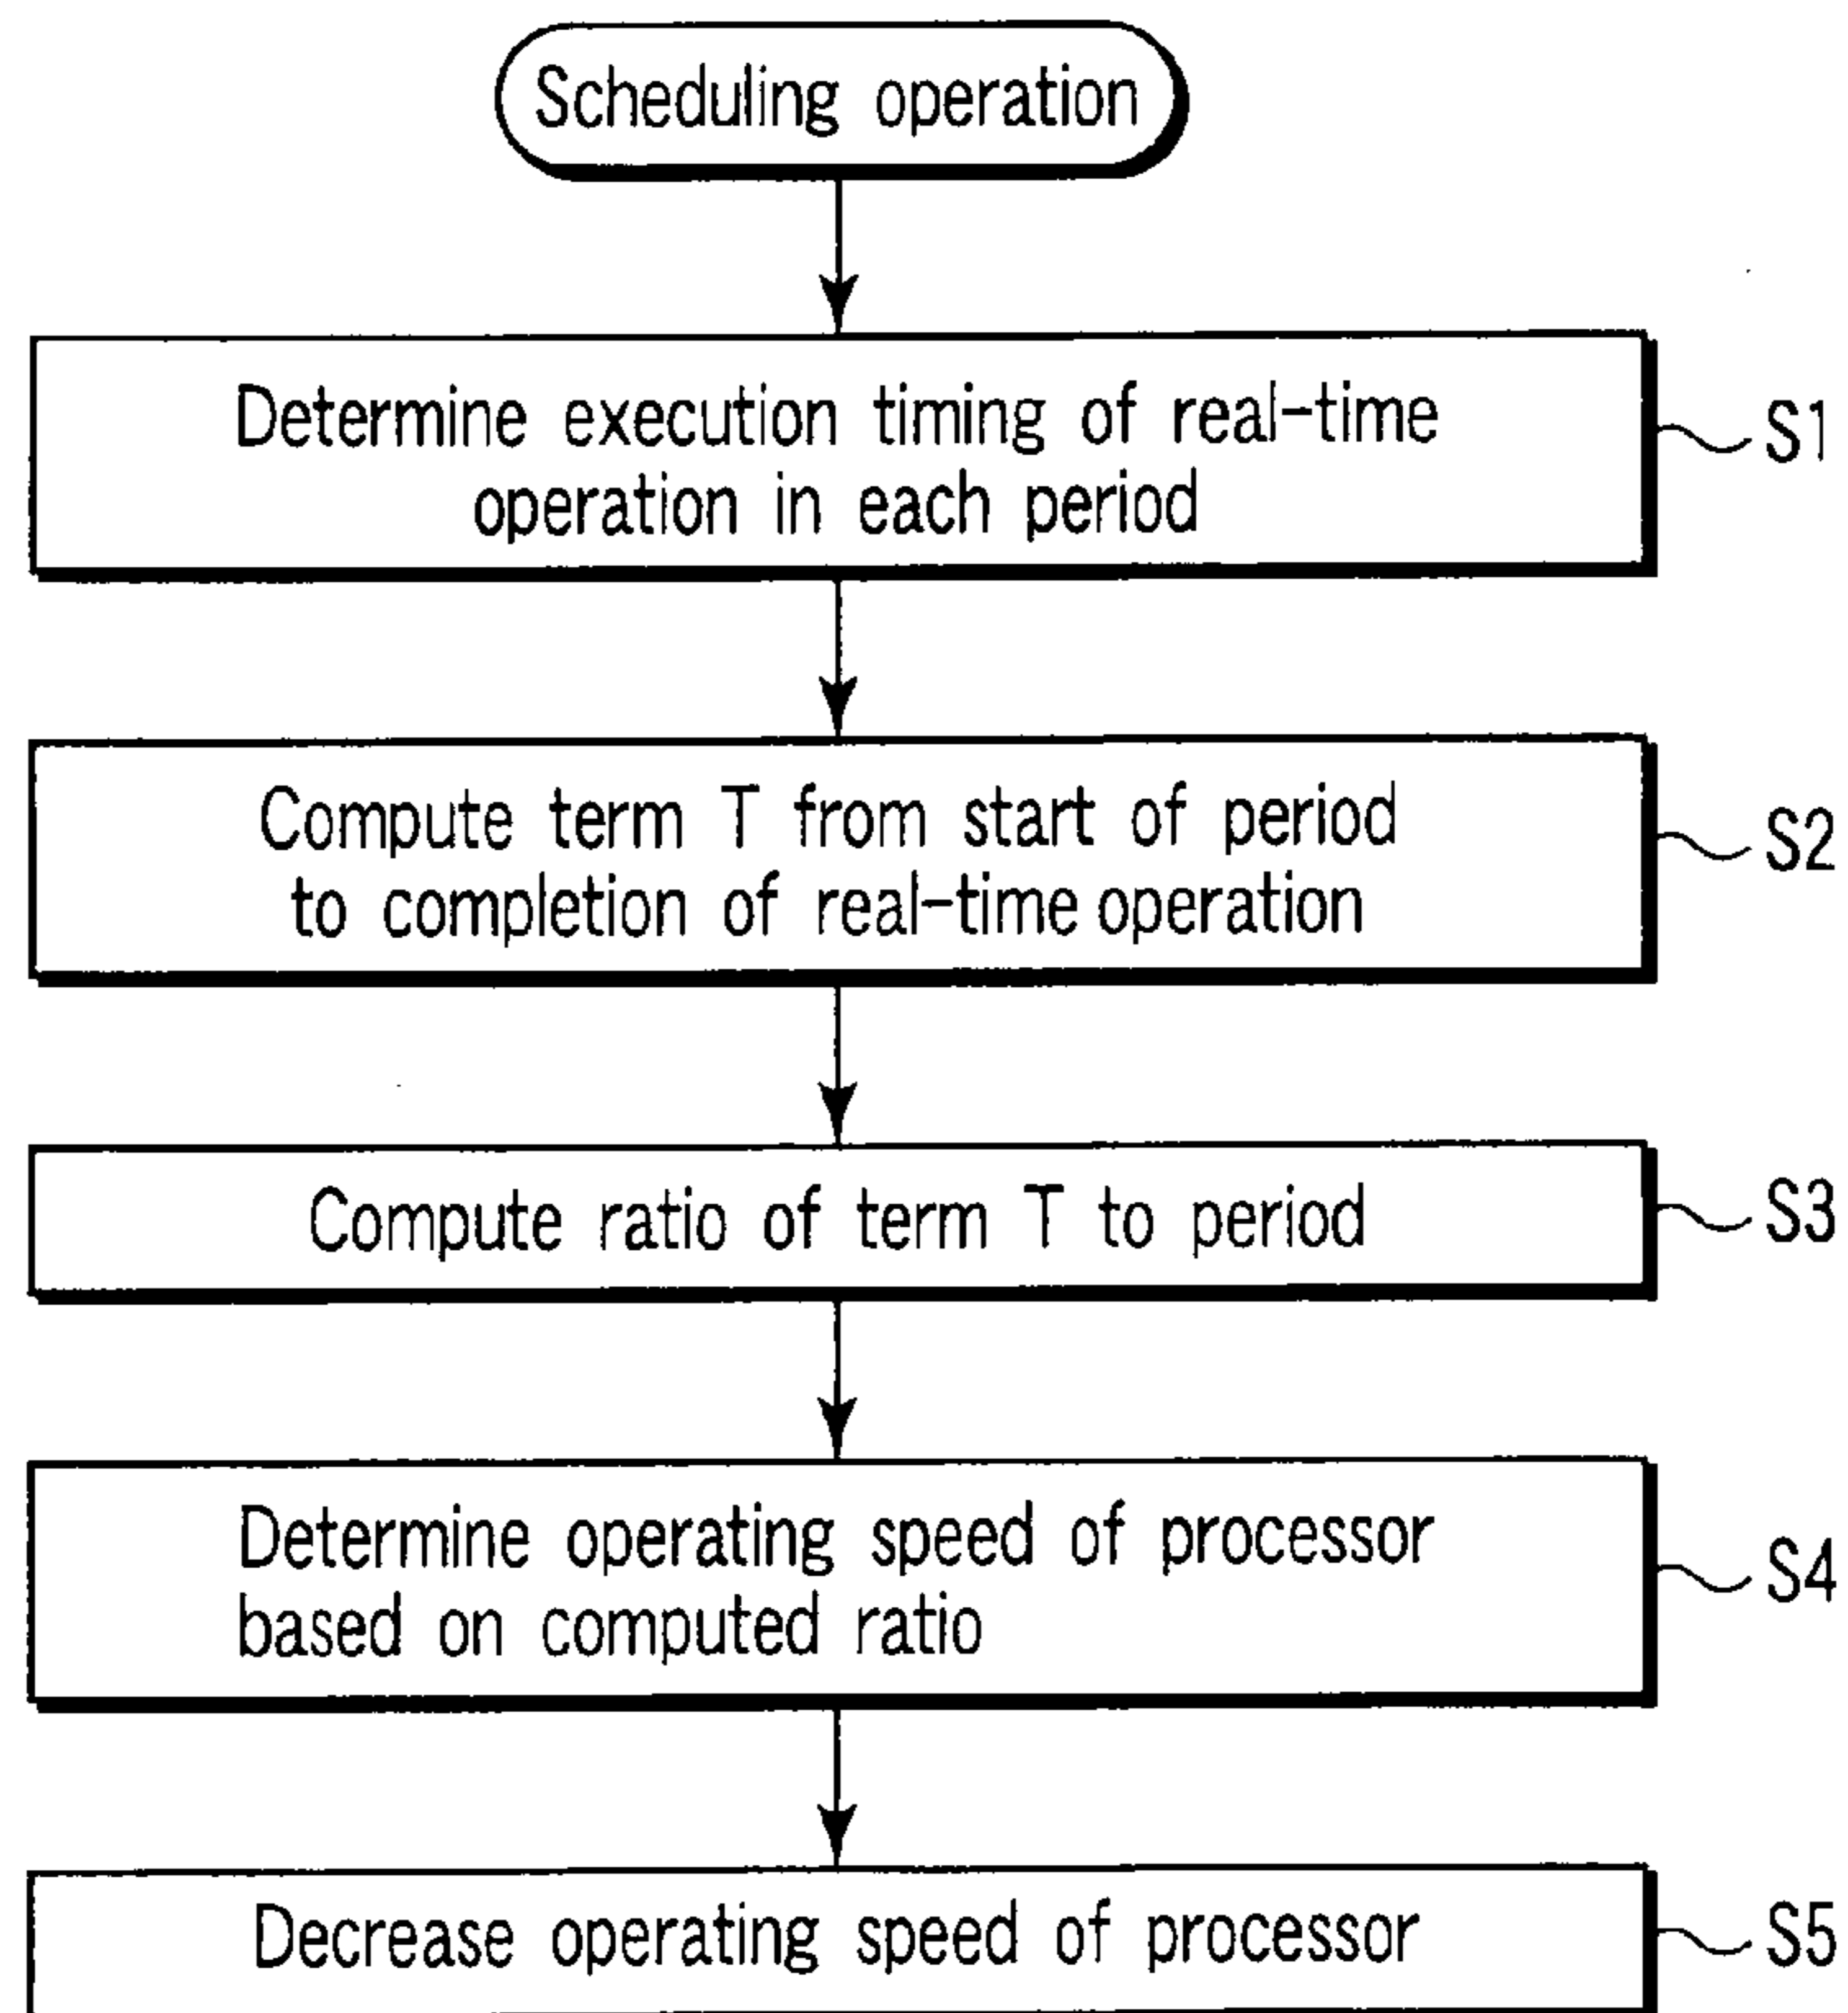 Scheduling operation
Determine execution timing of real-time
operation in each period
S1
Compute term T from start of period
to completion of real-time operation
S2
Compute ratio of term T to period
S3
Determine operating speed of processor
based on computed ratio
S4
Decrease operating speed of processor
S5